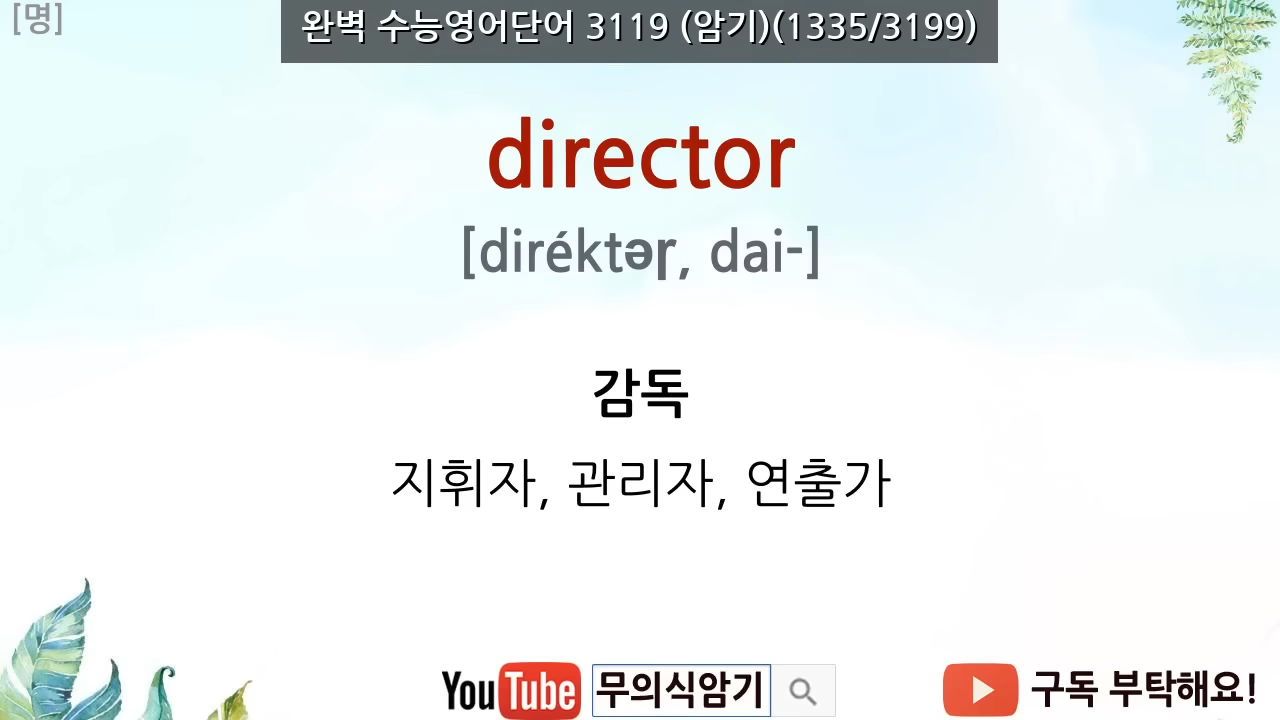 [명]
완벽 수능영어단어 3119 (암기)(1335/3199)
director
[diréktər, dai-]
감독
지휘자, 관리자, 연출가
YouTube 무의식암기
구독 부탁해요!